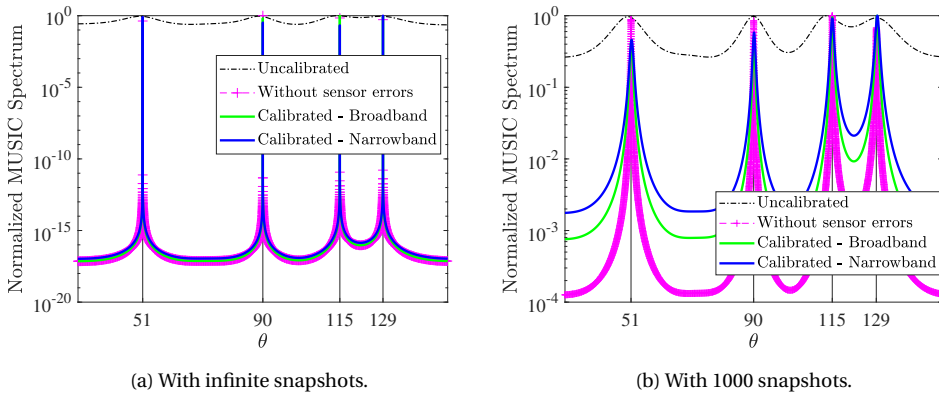 10^0
10^-5
10^-10
10^-15
10^-20
Normalized MUSIC Spectrum
Uncalibrated
Without sensor errors
Calibrated - Broadband
Calibrated - Narrowband
51 90 115 129
θ
(a) With infinite snapshots.
10^0
10^-1
10^-2
10^-3
10^-4
Normalized MUSIC Spectrum
Uncalibrated
Without sensor errors
Calibrated - Broadband
Calibrated - Narrowband
51 90 115 129
θ
(b) With 1000 snapshots.